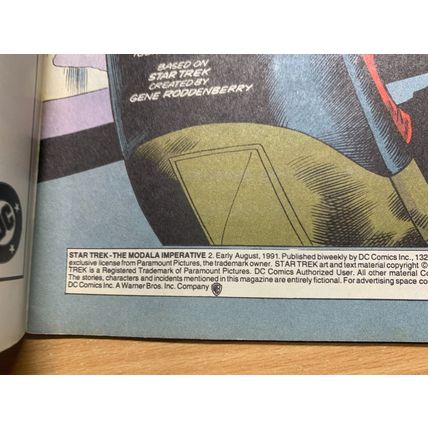 BASED ON
STAR TREK
CREATED BY
GENE RODDENBERRY
DC
STAR TREK - THE MODALA IMPERATIVE 2. Early August, 1991. Published biweekly by DC Comics Inc., 132
exclusive license from Paramount Pictures, the trademark owner. STAR TREK art and text material copyright ©
TREK is a Registered Trademark of Paramount Pictures. DC Comics Authorized User. All other material Co
The stories, characters and incidents mentioned in this magazine are entirely fictional. For advertising space co
DC Comics Inc. A Warner Bros. Inc. Company